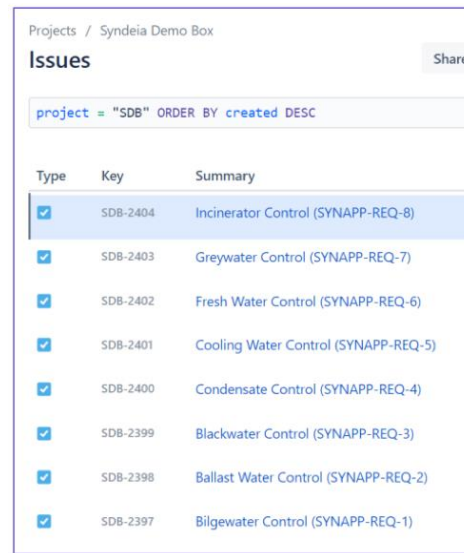 Projects / Syndeia Demo Box
Issues
Share
project = "SDB" ORDER BY created DESC
Type Key Summary
SDB-2404 Incinerator Control (SYNAPP-REQ-8)
SDB-2403 Greywater Control (SYNAPP-REQ-7)
SDB-2402 Fresh Water Control (SYNAPP-REQ-6)
SDB-2401 Cooling Water Control (SYNAPP-REQ-5)
SDB-2400 Condensate Control (SYNAPP-REQ-4)
SDB-2399 Blackwater Control (SYNAPP-REQ-3)
SDB-2398 Ballast Water Control (SYNAPP-REQ-2)
SDB-2397 Bilgewater Control (SYNAPP-REQ-1)